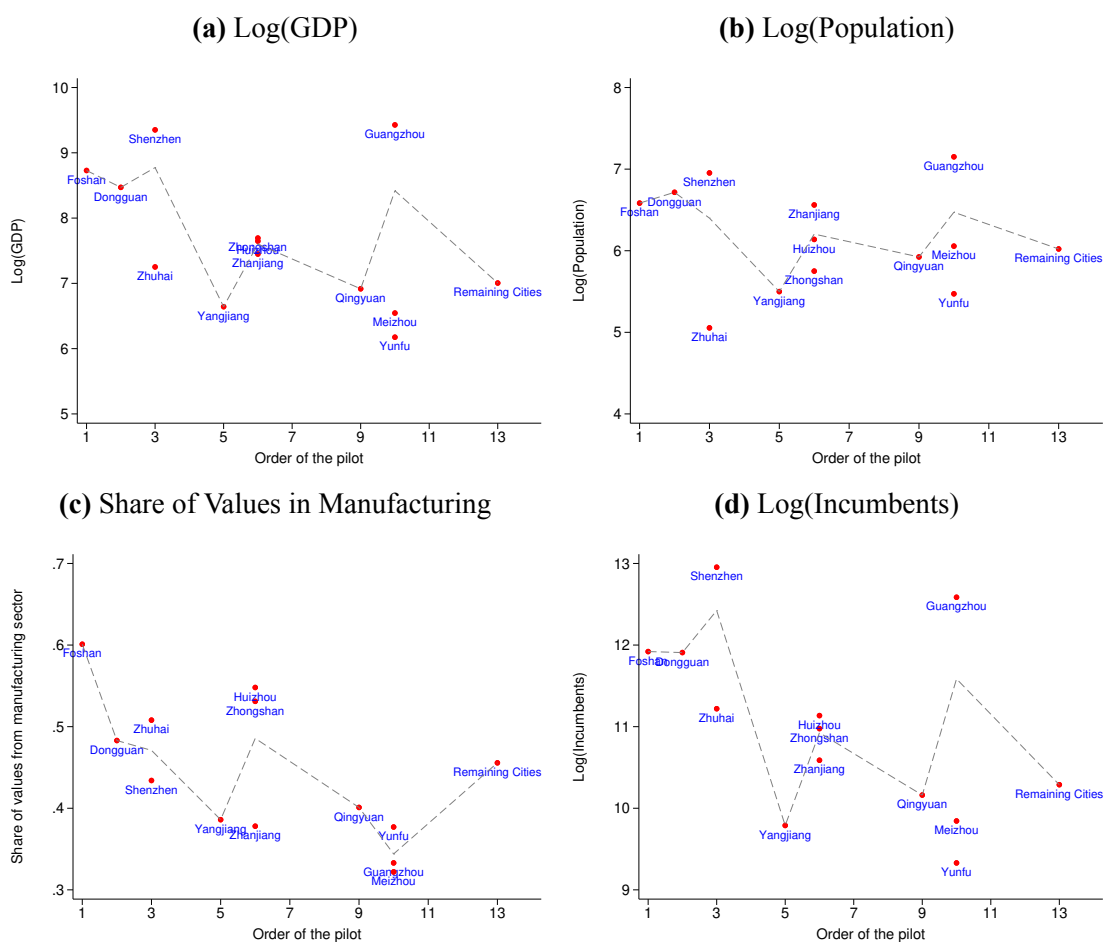 (a) Log(GDP)
10
9
8
7
6
5
Log(GDP)
Shenzhen
Guangzhou
Foshan
Dongguan
Zhongshan
Huizhou
Zhanjiang
Zhuhai
Yangjiang
Qingyuan
Remaining Cities
Meizhou
Yunfu
1 3 5 7 9 11 13
Order of the pilot
(b) Log(Population)
8
7
6
5
4
Log(Population)
Guangzhou
Shenzhen
Dongguan
Foshan
Zhanjiang
Huizhou
Meizhou
Zhongshan
Qingyuan
Remaining Cities
Yangjiang
Yunfu
Zhuhai
1 3 5 7 9 11 13
Order of the pilot
(c) Share of Values in Manufacturing
.7
.6
.5
.4
.3
Share of values from manufacturing sector
Foshan
Huizhou
Zhongshan
Zhuhai
Dongguan
Shenzhen
Remaining Cities
Yangjiang
Zhanjiang
Qingyuan
Yunfu
Guangzhou
Meizhou
1 3 5 7 9 11 13
Order of the pilot
(d) Log(Incumbents)
13
12
11
10
9
Log(Incumbents)
Shenzhen
Guangzhou
Foshan
Dongguan
Zhuhai
Huizhou
Zhongshan
Zhanjiang
Qingyuan
Remaining Cities
Yangjiang
Meizhou
Yunfu
1 3 5 7 9 11 13
Order of the pilot